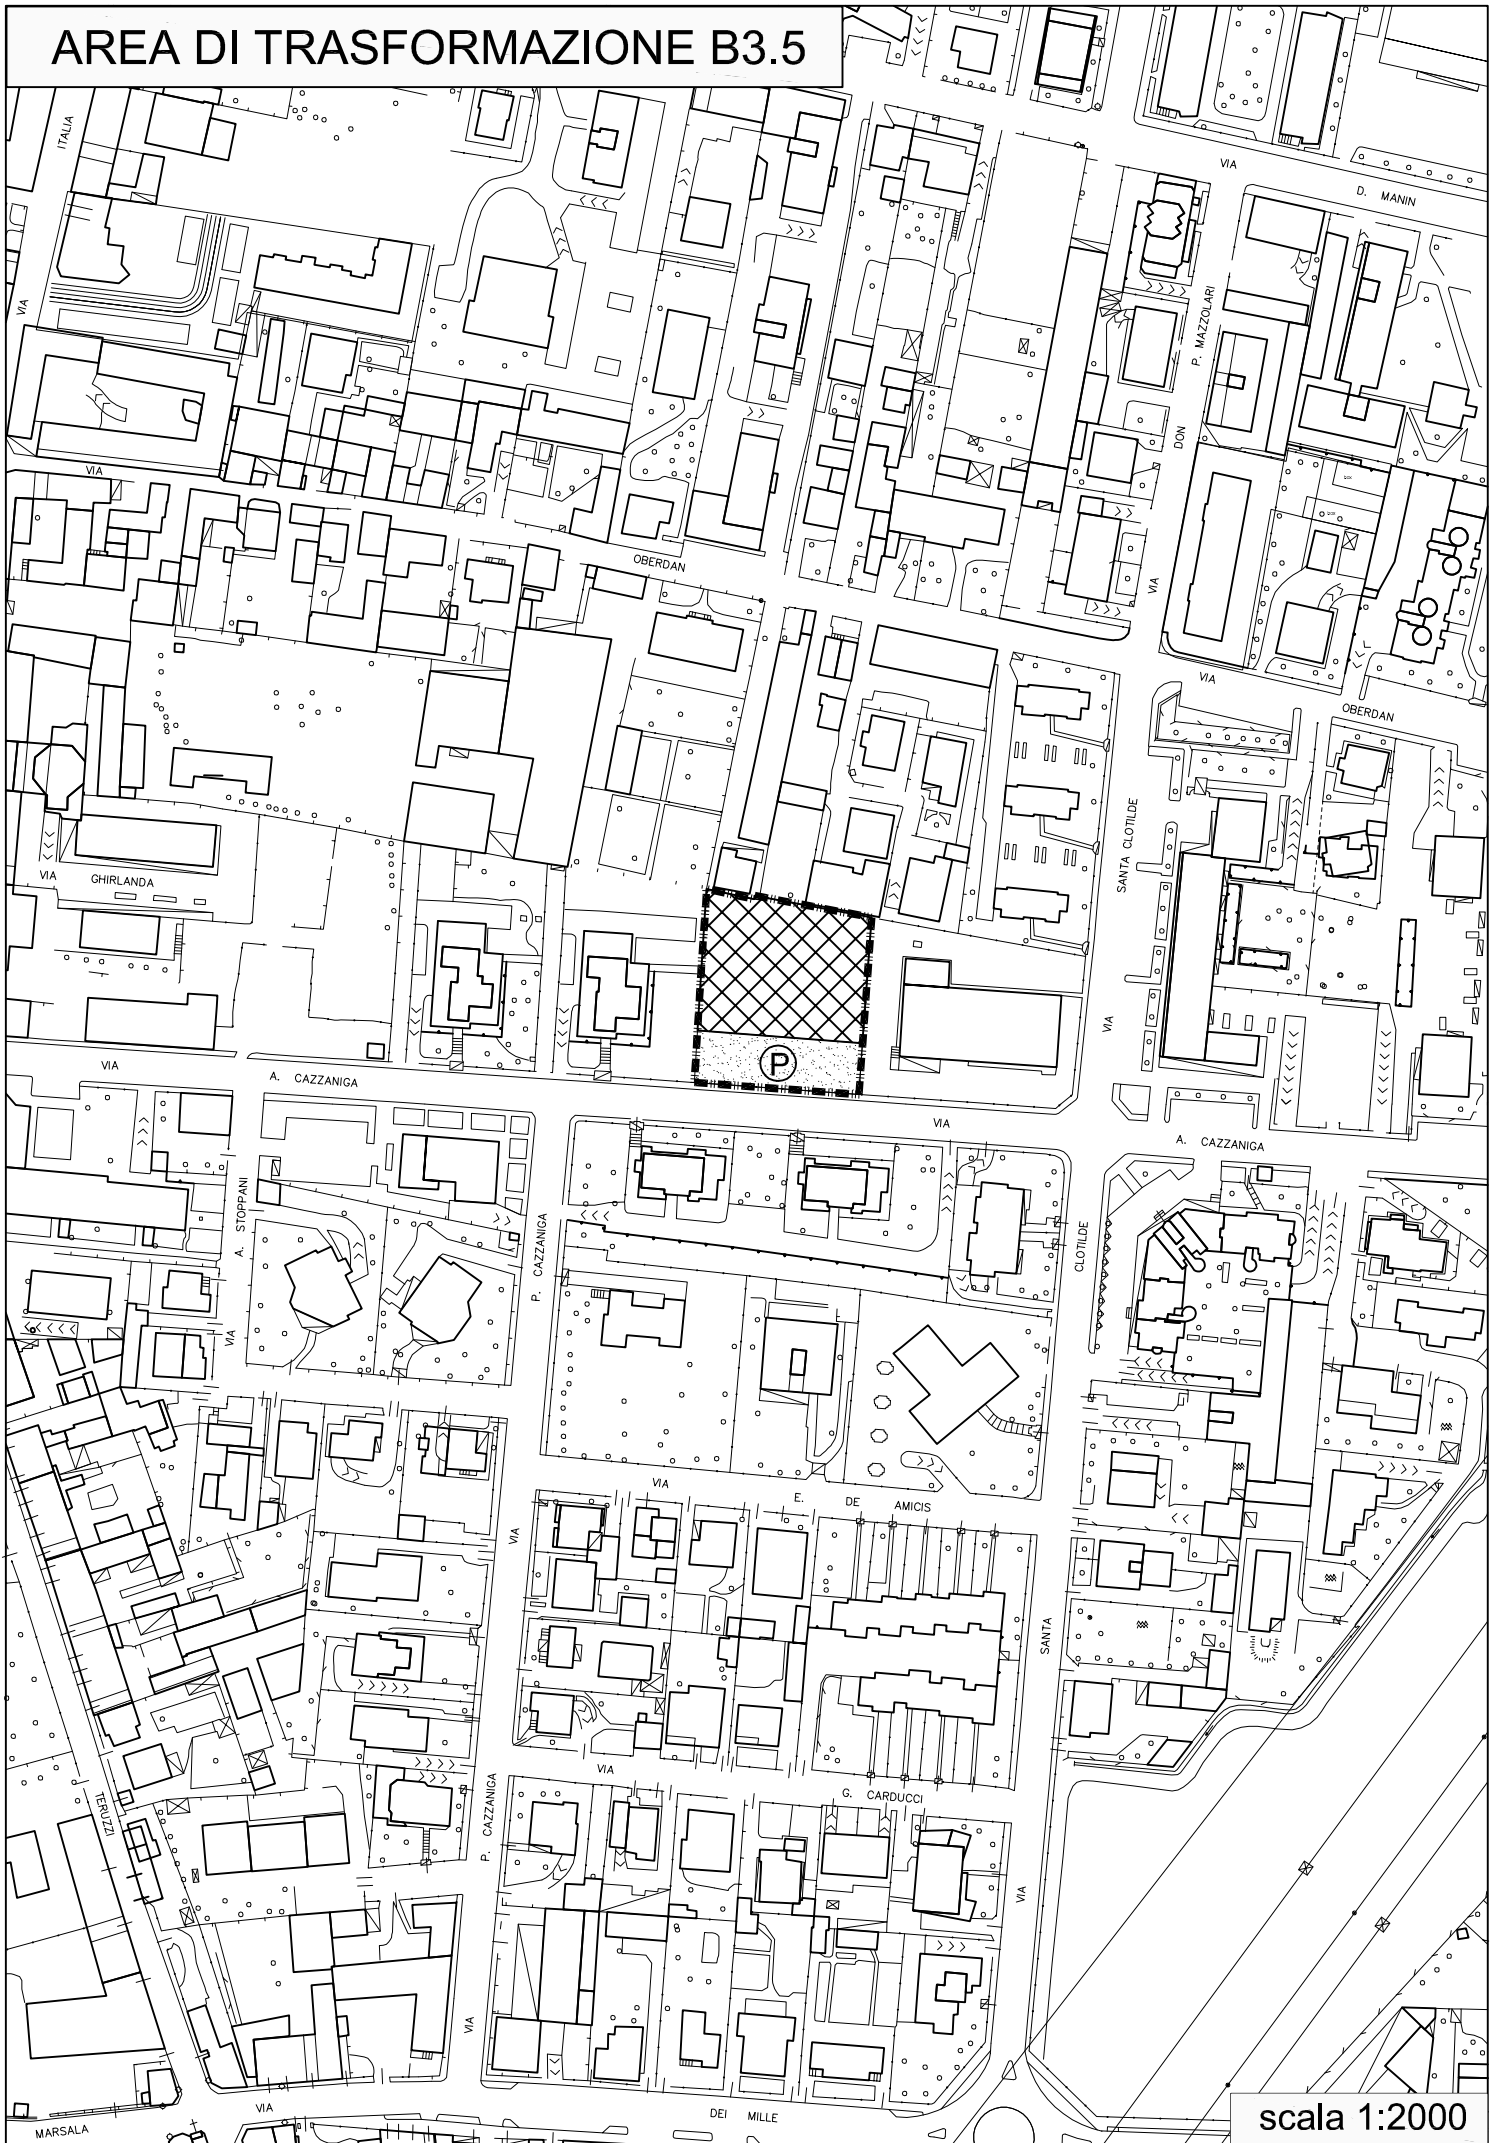 AREA DI TRASFORMAZIONE B3.5
ITALIA
VIA
VIA
D. MANIN
P. MAZZOLARI
DON
VIA
VIA
OBERDAN
VIA
OBERDAN
SANTA CLOTILDE
VIA
VIA
GHIRLANDA
VIA
A. CAZZANIGA
P
VIA
A. CAZZANIGA
A. STOPPANI
VIA
P. CAZZANIGA
VIA
CLOTILDE
SANTA
VIA
VIA
E. DE AMICIS
VIA
G. CARDUCCI
TERUZZI
P. CAZZANIGA
VIA
VIA
DEI MILLE
MARSALA
scala 1:2000